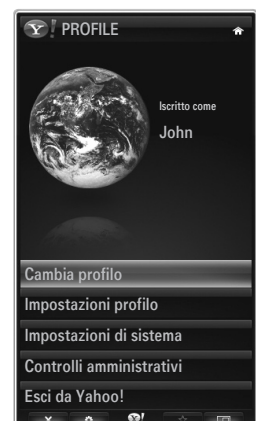 Y! PROFILE
Iscritto come
John
Cambia profilo
Impostazioni profilo
Impostazioni di sistema
Controlli amministrativi
Esci da Yahoo!
Y!